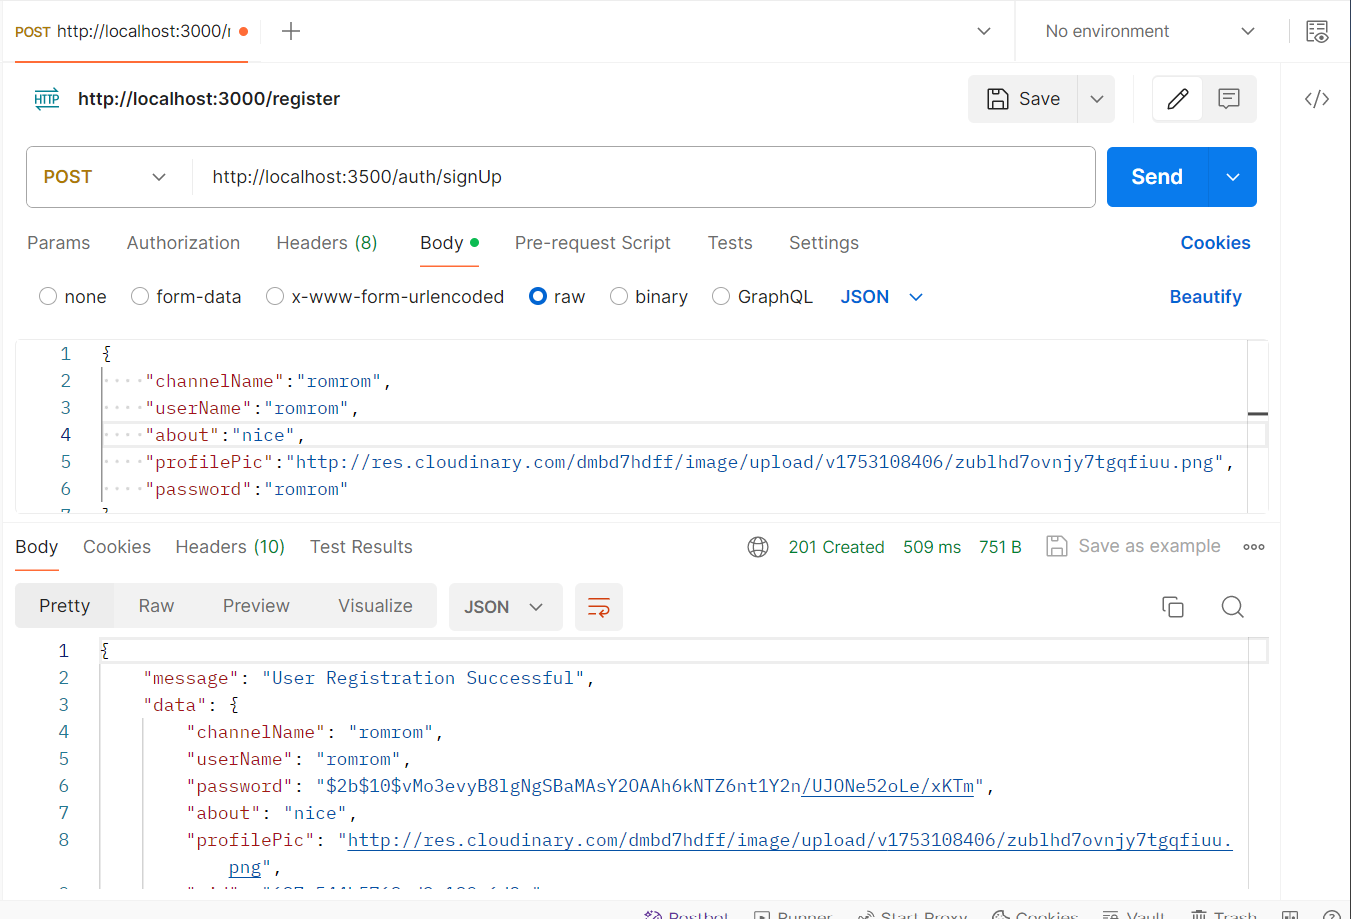 POST http://localhost:3000/r
No environment
HTTP http://localhost:3000/register
Save
POST http://localhost:3500/auth/signUp
Send
Params Authorization Headers (8) Body Pre-request Script Tests Settings Cookies
none form-data x-www-form-urlencoded raw binary GraphQL JSON Beautify
1 {
2 "channelName":"romrom",
3 "userName":"romrom",
4 "about":"nice",
5 "profilePic":"http://res.cloudinary.com/dmbd7hdff/image/upload/v1753108406/zublhd7ovnjy7tgqfiuu.png",
6 "password":"romrom"
7 }
Body Cookies Headers (10) Test Results 201 Created 509 ms 751 B Save as example
Pretty Raw Preview Visualize JSON
1 {
2 "message": "User Registration Successful",
3 "data": {
4 "channelName": "romrom",
5 "userName": "romrom",
6 "password": "$2b$10$vMo3evyB8lgNgSBaMAsY2OAAh6kNTZ6nt1Y2n/UJONe52oLe/xKTm",
7 "about": "nice",
8 "profilePic": "http://res.cloudinary.com/dmbd7hdff/image/upload/v1753108406/zublhd7ovnjy7tgqfiuu.
png",
Postbot Runner Start Proxy Cookies Vault Trash